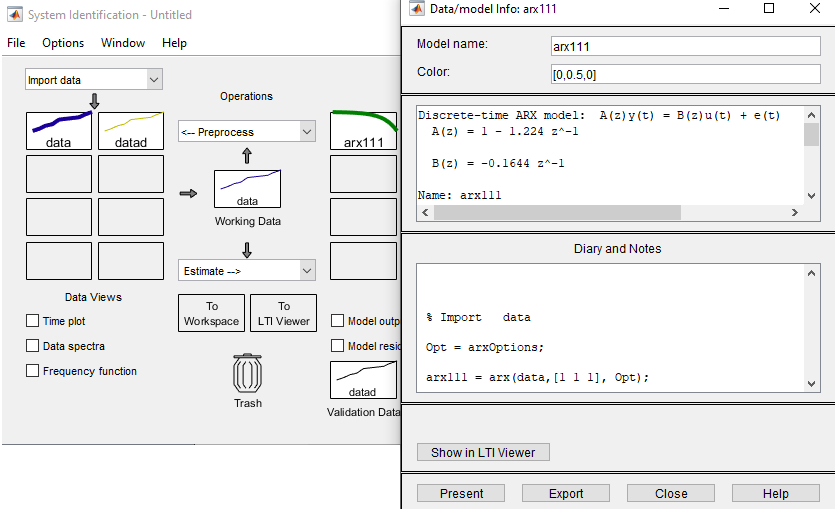 System Identification - Untitled
File Options Window Help
Import data
Operations
data
datad
<-- Preprocess
arx111
data
Working Data
Estimate -->
Data Views
To
Workspace
To
LTI Viewer
Time plot
Data spectra
Frequency function
Model outp
Model resid
datad
Trash
Validation Data
Data/model Info: arx111
Model name:
arx111
Color:
[0,0.5,0]
Discrete-time ARX model: A(z)y(t) = B(z)u(t) + e(t)
A(z) = 1 - 1.224 z^-1
B(z) = -0.1644 z^-1
Name: arx111
Diary and Notes
% Import data
Opt = arxOptions;
arx111 = arx(data,[1 1 1], Opt);
Show in LTI Viewer
Present
Export
Close
Help